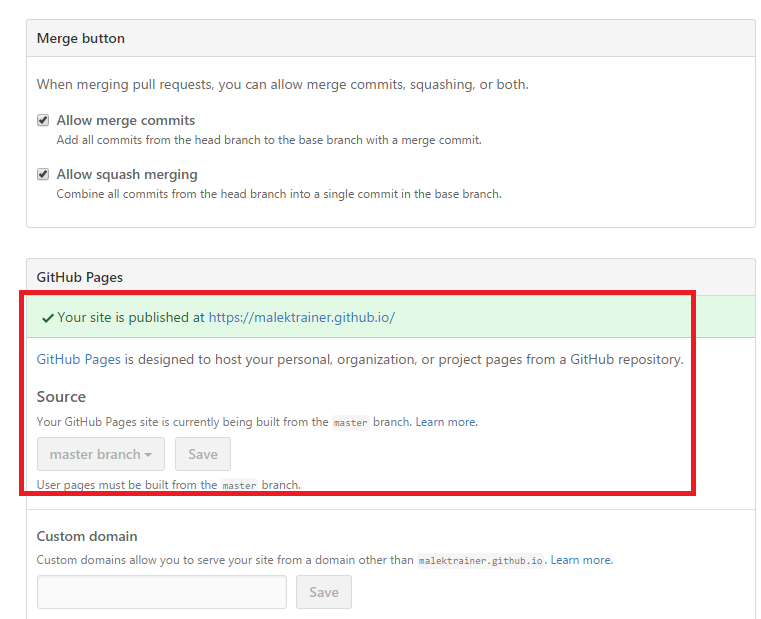 Merge button
When merging pull requests, you can allow merge commits, squashing, or both.
Allow merge commits
Add all commits from the head branch to the base branch with a merge commit.
Allow squash merging
Combine all commits from the head branch into a single commit in the base branch.
GitHub Pages
Your site is published at https://malektrainer.github.io/
GitHub Pages is designed to host your personal, organization, or project pages from a GitHub repository.
Source
Your GitHub Pages site is currently being built from the master branch. Learn more.
master branch Save
User pages must be built from the master branch.
Custom domain
Custom domains allow you to serve your site from a domain other than malektrainer.github.io. Learn more.
Save